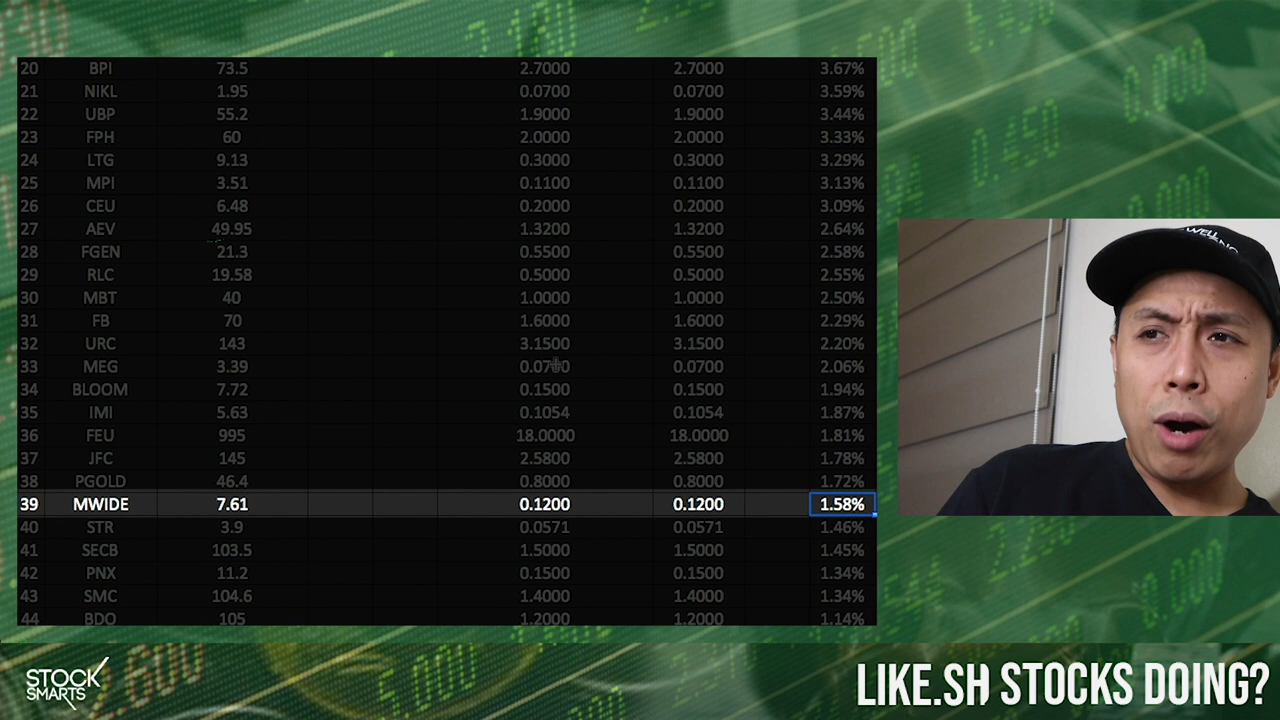 20 BPI 73.5 2.7000 2.7000 3.67%
21 NIKL 1.95 0.0700 0.0700 3.59%
22 UBP 55.2 1.9000 1.9000 3.44%
23 FPH 60 2.0000 2.0000 3.33%
24 LTG 9.13 0.3000 0.3000 3.29%
25 MPI 3.51 0.1100 0.1100 3.13%
26 CEU 6.48 0.2000 0.2000 3.09%
27 AEV 49.95 1.3200 1.3200 2.64%
28 FGEN 21.3 0.5500 0.5500 2.58%
29 RLC 19.58 0.5000 0.5000 2.55%
30 MBT 40 1.0000 1.0000 2.50%
31 FB 70 1.6000 1.6000 2.29%
32 URC 143 3.1500 3.1500 2.20%
33 MEG 3.39 0.0700 0.0700 2.06%
34 BLOOM 7.72 0.1500 0.1500 1.94%
35 IMI 5.63 0.1054 0.1054 1.87%
36 FEU 995 18.0000 18.0000 1.81%
37 JFC 145 2.5800 2.5800 1.78%
38 PGOLD 46.4 0.8000 0.8000 1.72%
39 MWIDE 7.61 0.1200 0.1200 1.58%
40 STR 3.9 0.0571 0.0571 1.46%
41 SECB 103.5 1.5000 1.5000 1.45%
42 PNX 11.2 0.1500 0.1500 1.34%
43 SMC 104.6 1.4000 1.4000 1.34%
44 BDO 105 1.2000 1.2000 1.14%
STOCK
SMARTS
LIKE.SH STOCKS DOING?
0.000
0.450
2.600